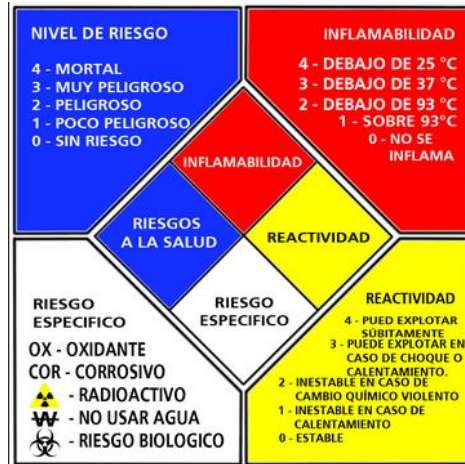 NIVEL DE RIESGO
4 - MORTAL
3 - MUY PELIGROSO
2 - PELIGROSO
1 - POCO PELIGROSO
0 - SIN RIESGO
INFLAMABILIDAD
4 - DEBAJO DE 25 °C
3 - DEBAJO DE 37 °C
2 - DEBAJO DE 93 °C
1 - SOBRE 93°C
0 - NO SE
INFLAMA
INFLAMABILIDAD
RIESGOS
A LA SALUD
REACTIVIDAD
RIESGO
ESPECIFICO
RIESGO
ESPECIFICO
OX - OXIDANTE
COR - CORROSIVO
- RADIOACTIVO
W - NO USAR AGUA
- RIESGO BIOLOGICO
REACTIVIDAD
4 - PUED EXPLOTAR
SÚBITAMENTE
3 - PUEDE EXPLOTAR EN
CASO DE CHOQUE O
CALENTAMIENTO.
2 - INESTABLE EN CASO DE
CAMBIO QUÍMICO VIOLENTO
1 - INESTABLE EN CASO DE
CALENTAMIENTO
0 - ESTABLE